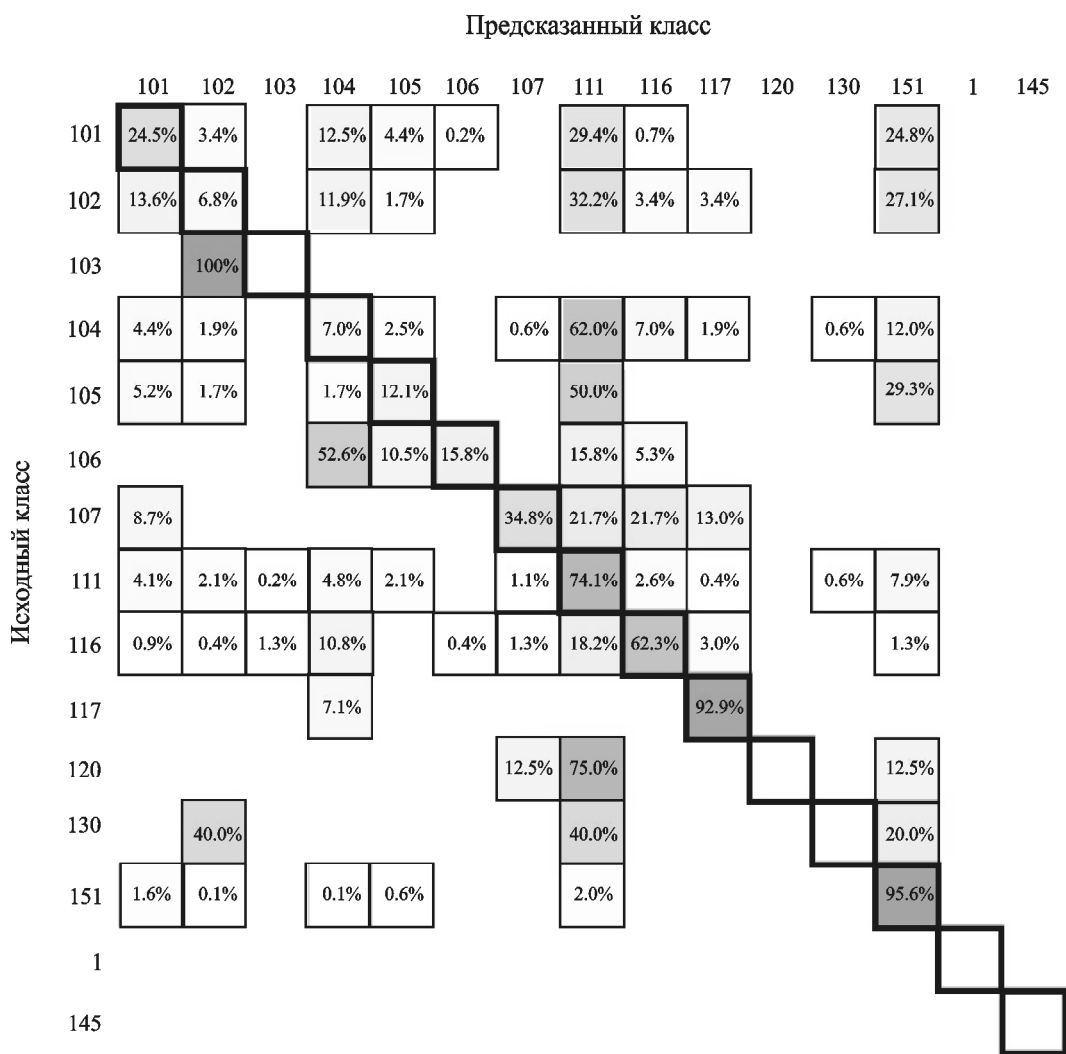 Предсказанный класс
101 102 103 104 105 106 107 111 116 117 120 130 151 1 145
Исходный класс
101 24.5% 3.4% 12.5% 4.4% 0.2% 29.4% 0.7% 24.8%
102 13.6% 6.8% 11.9% 1.7% 32.2% 3.4% 3.4% 27.1%
103 100%
104 4.4% 1.9% 7.0% 2.5% 0.6% 62.0% 7.0% 1.9% 0.6% 12.0%
105 5.2% 1.7% 1.7% 12.1% 50.0% 29.3%
106 52.6% 10.5% 15.8% 15.8% 5.3%
107 8.7% 34.8% 21.7% 21.7% 13.0%
111 4.1% 2.1% 0.2% 4.8% 2.1% 1.1% 74.1% 2.6% 0.4% 0.6% 7.9%
116 0.9% 0.4% 1.3% 10.8% 0.4% 1.3% 18.2% 62.3% 3.0% 1.3%
117 7.1% 92.9%
120 12.5% 75.0% 12.5%
130 40.0% 40.0% 20.0%
151 1.6% 0.1% 0.1% 0.6% 2.0% 95.6%
1
145